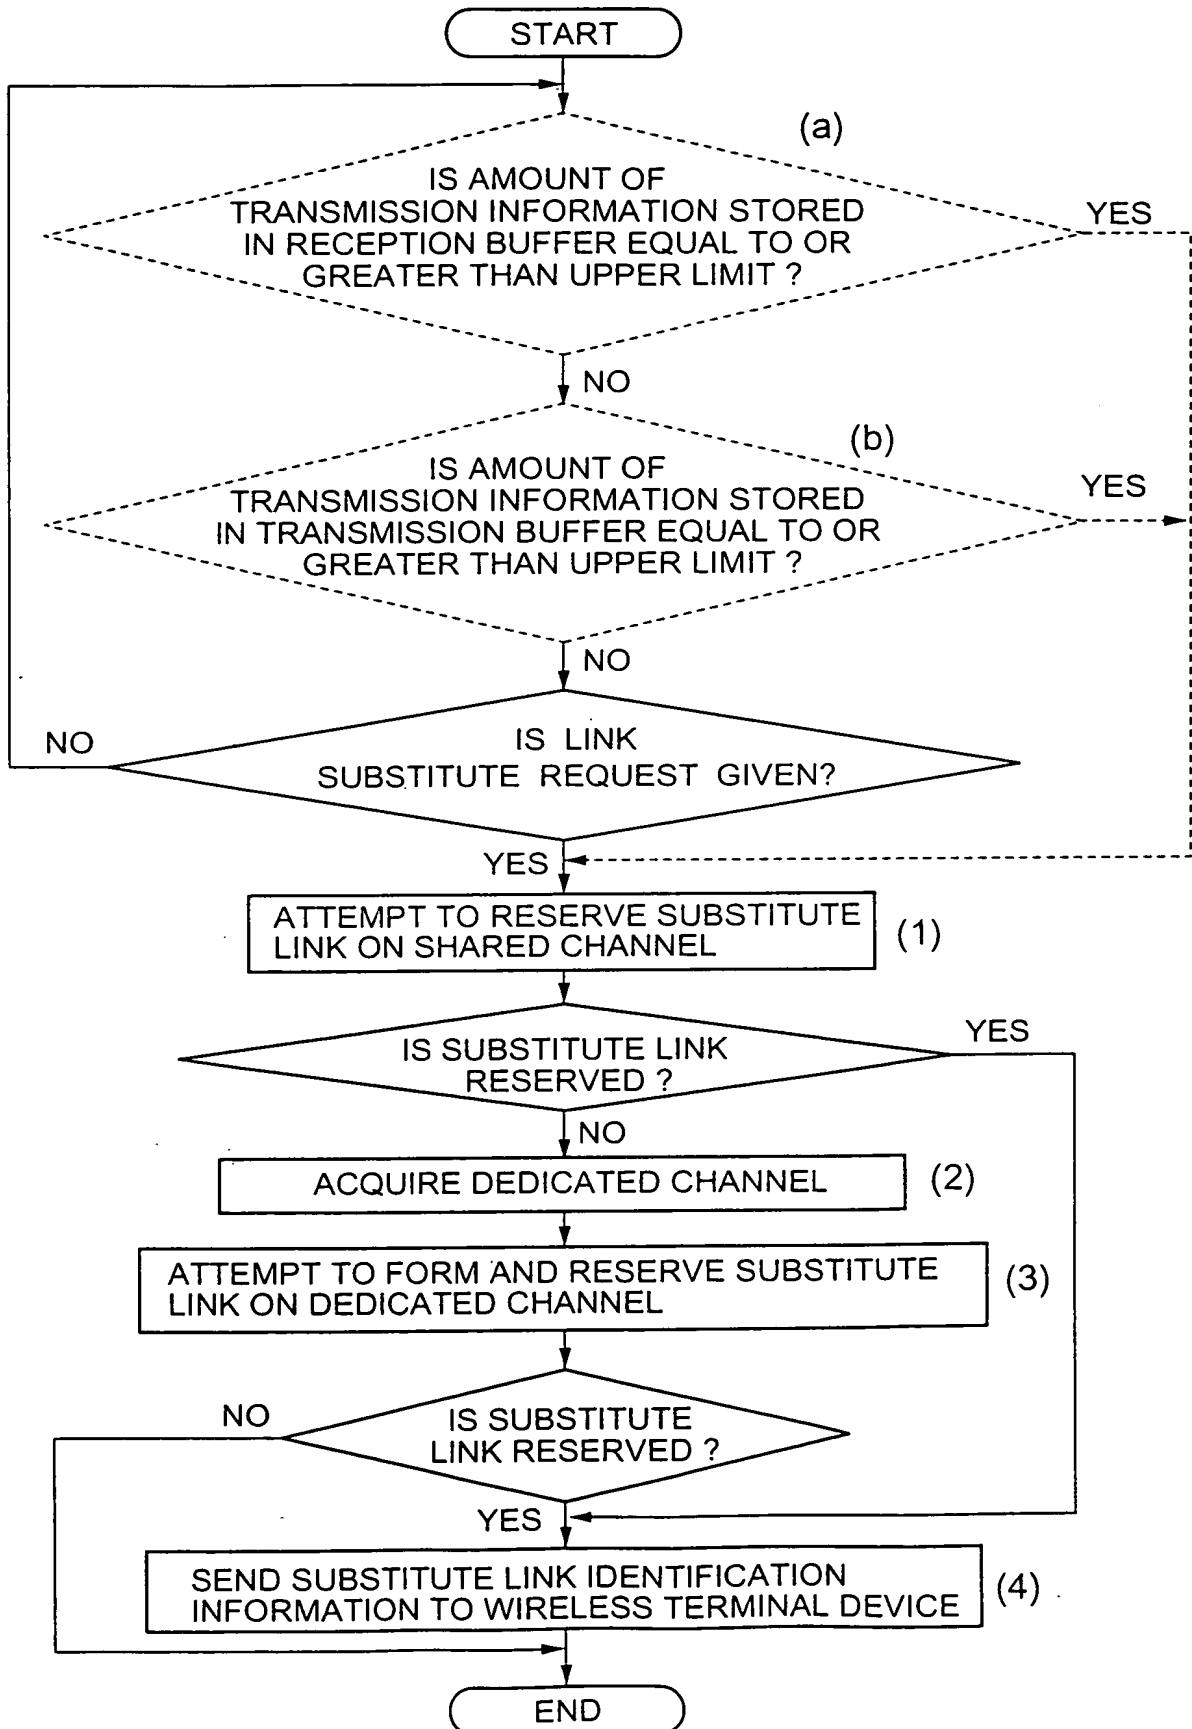 START
(a)
IS AMOUNT OF
TRANSMISSION INFORMATION STORED
IN RECEPTION BUFFER EQUAL TO OR
GREATER THAN UPPER LIMIT ?
YES
NO
(b)
IS AMOUNT OF
TRANSMISSION INFORMATION STORED
IN TRANSMISSION BUFFER EQUAL TO OR
GREATER THAN UPPER LIMIT ?
YES
NO
IS LINK
SUBSTITUTE REQUEST GIVEN?
NO
YES
ATTEMPT TO RESERVE SUBSTITUTE
LINK ON SHARED CHANNEL
(1)
IS SUBSTITUTE LINK
RESERVED ?
YES
NO
ACQUIRE DEDICATED CHANNEL
(2)
ATTEMPT TO FORM AND RESERVE SUBSTITUTE
LINK ON DEDICATED CHANNEL
(3)
IS SUBSTITUTE
LINK RESERVED ?
NO
YES
SEND SUBSTITUTE LINK IDENTIFICATION
INFORMATION TO WIRELESS TERMINAL DEVICE
(4)
END